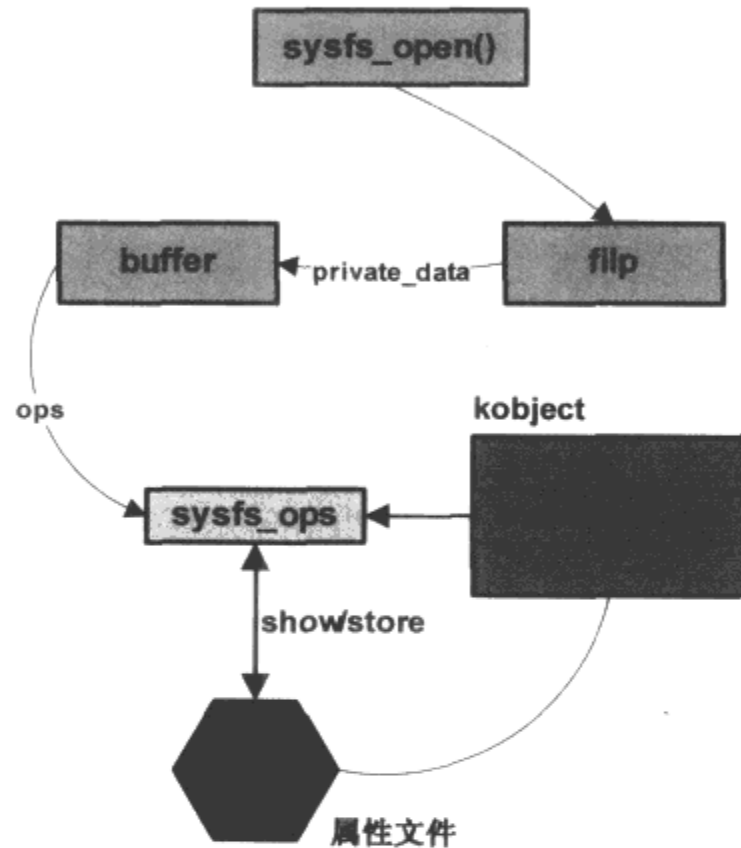 sysfs_open()
buffer
private_data
filp
ops
kobject
sysfs_ops
show/store
属性文件